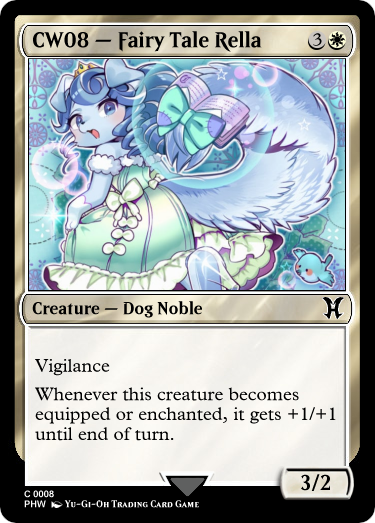 CW08 — Fairy Tale Rella 3
Creature — Dog Noble
Vigilance
Whenever this creature becomes
equipped or enchanted, it gets +1/+1
until end of turn.
3/2
C 0008
PHW Yu-Gi-Oh Trading Card Game